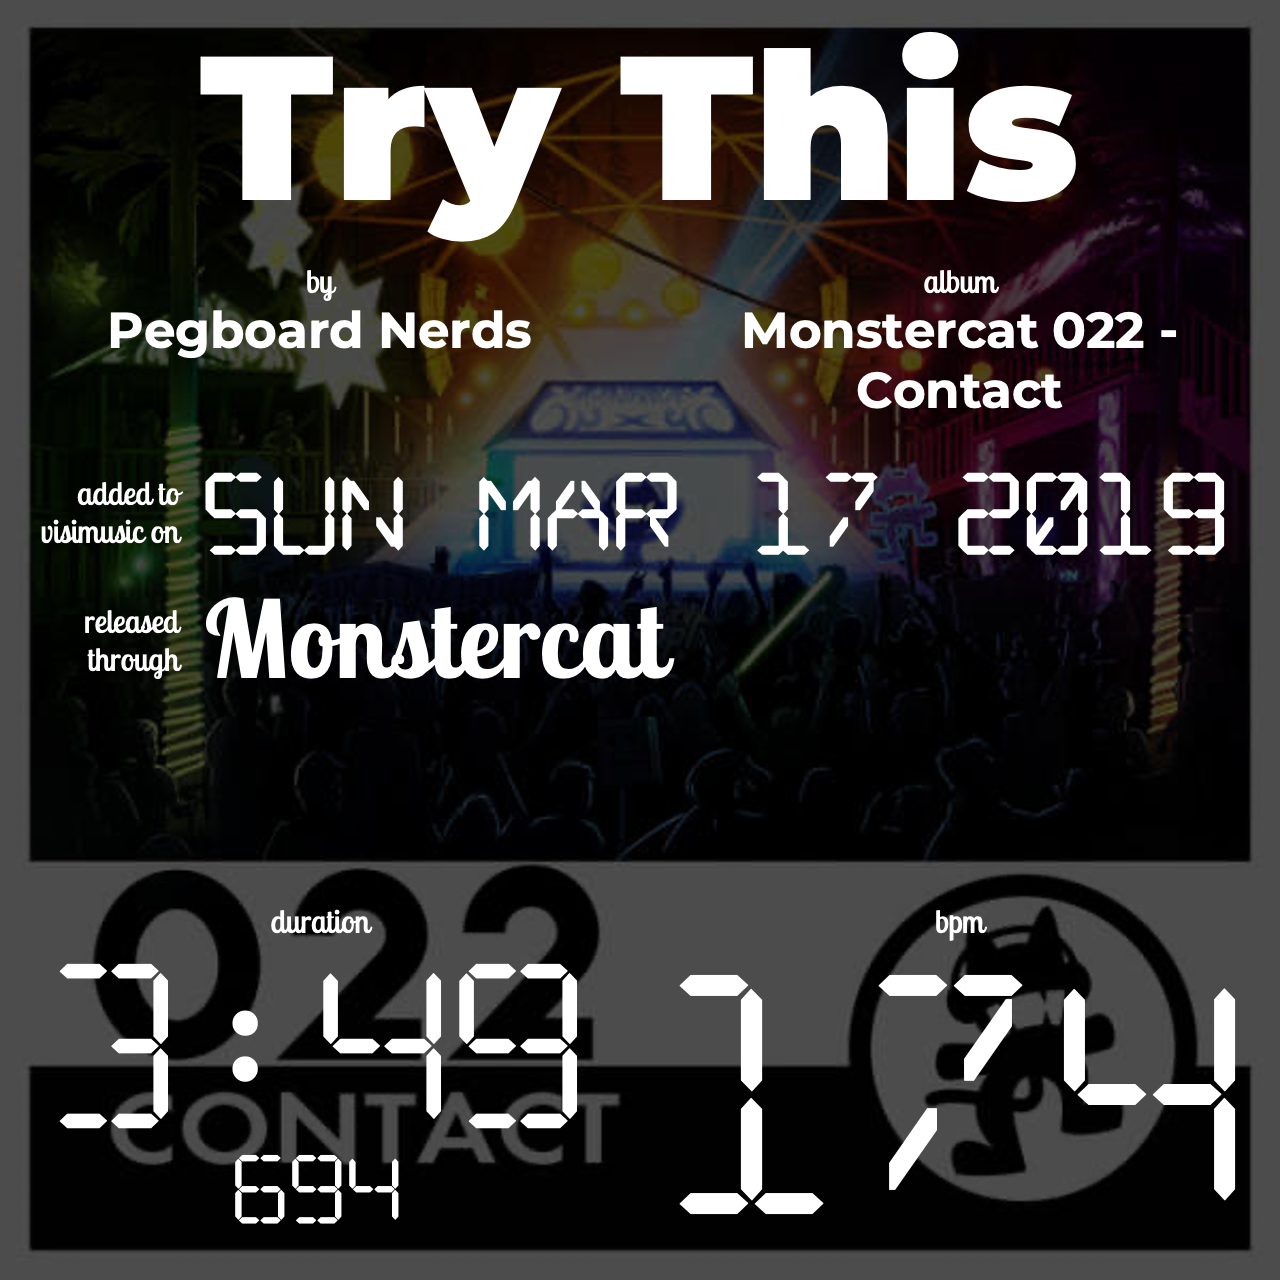 Try This
by
Pegboard Nerds
album
Monstercat 022 -
Contact
added to
visimusic on
SUN MAR 17 2019
released
through
Monstercat
022
CONTACT
duration
3:49
694
bpm
174